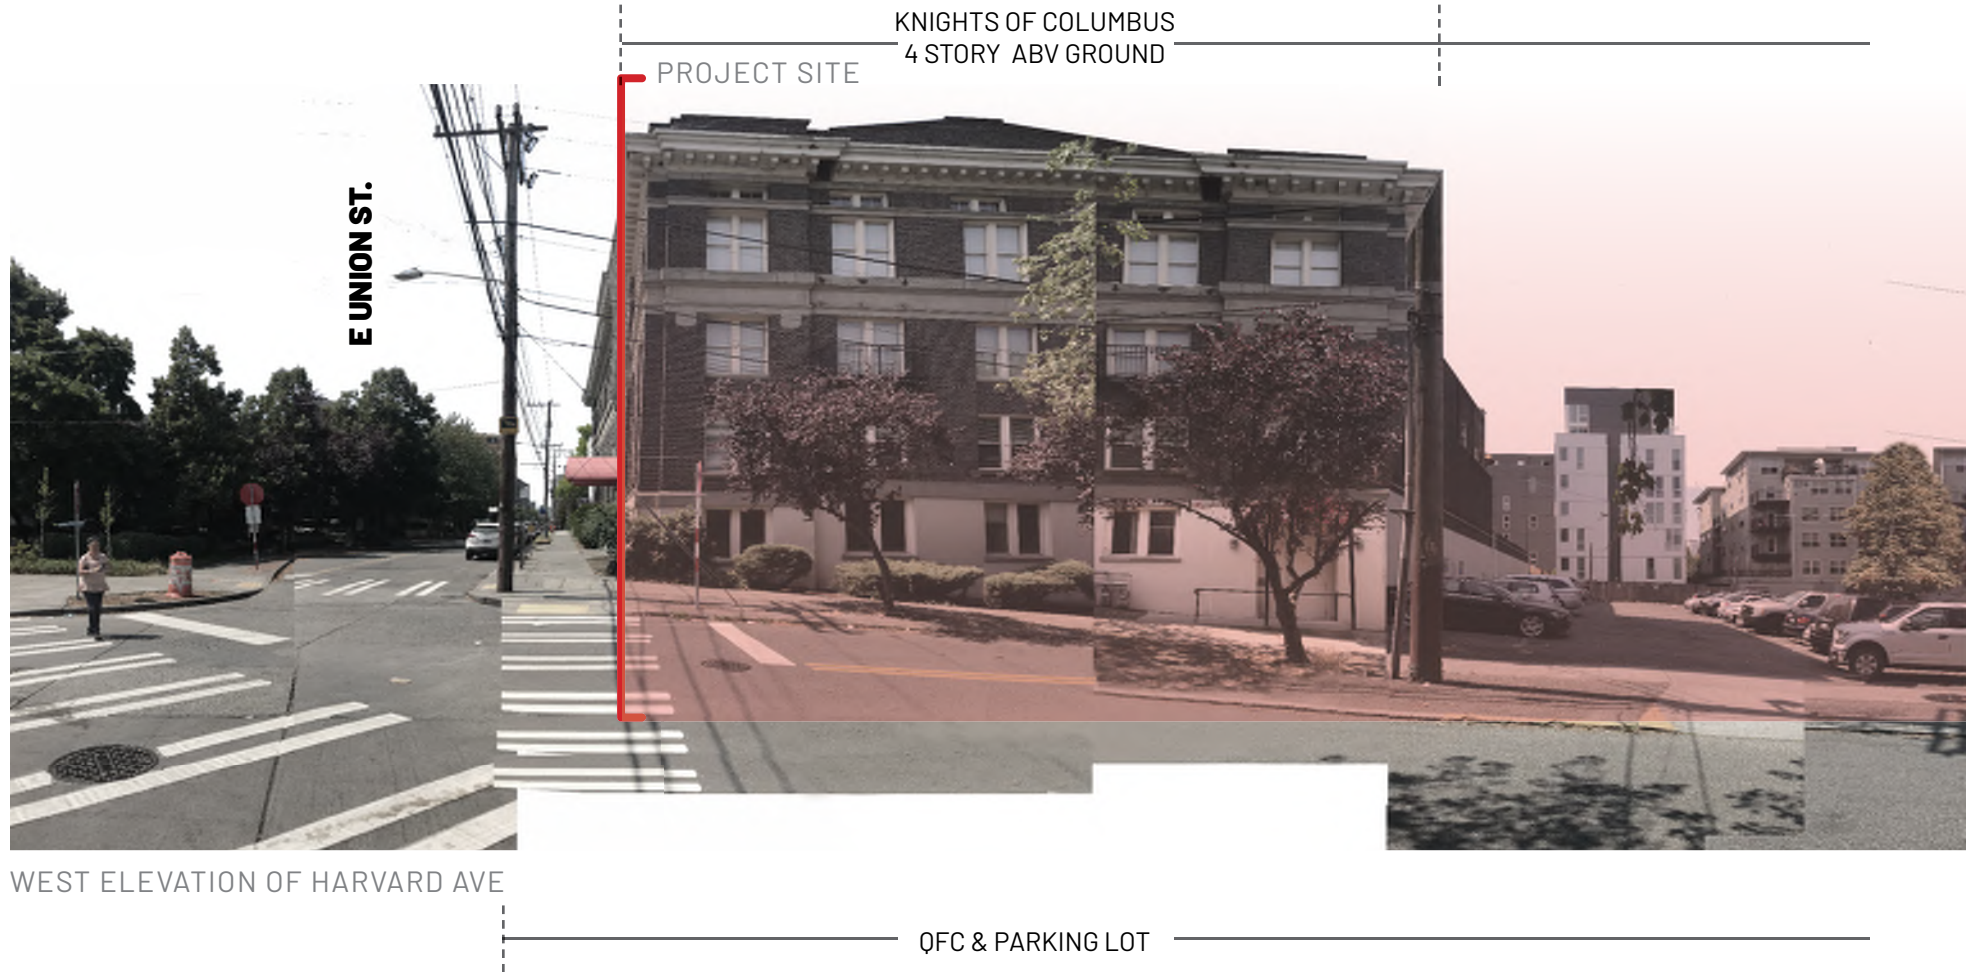 KNIGHTS OF COLUMBUS
4 STORY ABV GROUND
PROJECT SITE
E UNION ST.
WEST ELEVATION OF HARVARD AVE
QFC & PARKING LOT